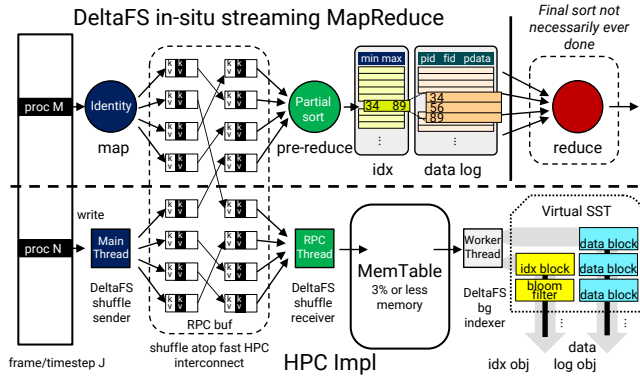 DeltaFS in-situ streaming MapReduce
Final sort not
necessarily ever
done
proc M
Identity
map
k k
v v
k k
v v
k k
v v
k k
v v
k k
v v
k k
v v
k k
v v
k k
v v
Partial
sort
pre-reduce
min max
34 89
⋮
idx
pid fid pdata
34
56
89
⋮
data log
reduce
proc N
write
Main
Thread
DeltaFS
shuffle
sender
k k
v v
k k
v v
k k
v v
k k
v v
k k
v v
k k
v v
k k
v v
k k
v v
RPC buf
shuffle atop fast HPC
interconnect
RPC
Thread
DeltaFS
shuffle
receiver
MemTable
3% or less
memory
Worker
Thread
DeltaFS
bg
indexer
Virtual SST
data block
idx block
data block
bloom
filter
data block
⋮
⋮
idx obj
data
log obj
frame/timestep J
HPC Impl